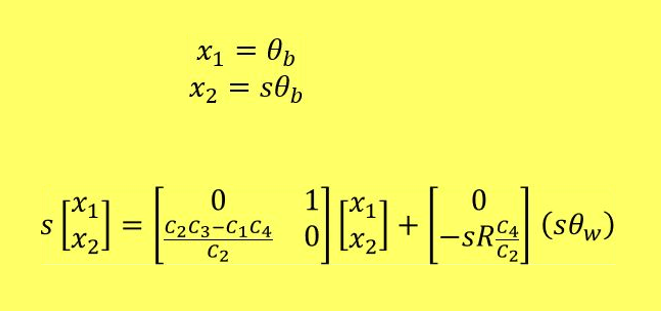 x₁ = θ_b
x₂ = sθ_b
s [x₁; x₂] = [0 1; (C₂C₃−C₁C₄)/C₂ 0] [x₁; x₂] + [0; −sR C₄/C₂] (sθ_w)